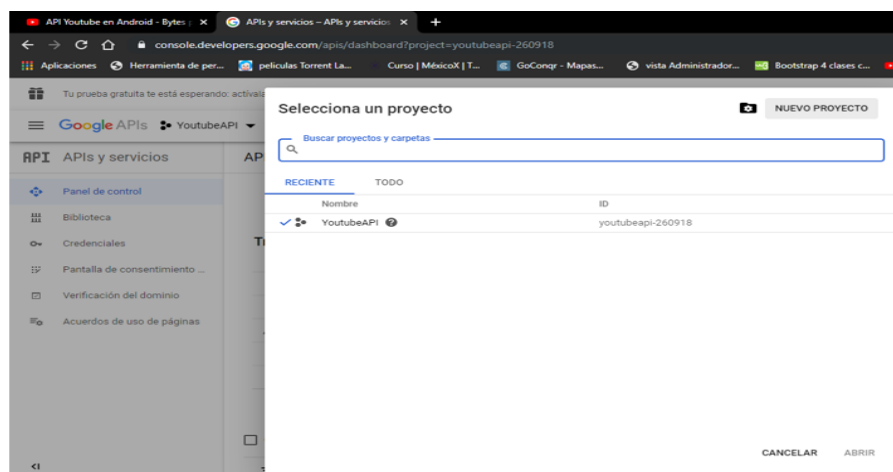 API Youtube en Android - Bytes
APIs y servicios – APIs y servicios
console.developers.google.com/apis/dashboard?project=youtubeapi-260918
Aplicaciones
Herramienta de per...
peliculas Torrent La...
Curso | MéxicoX | T...
GoConqr - Mapas...
vista Administrador...
Bootstrap 4 clases c...
Tu prueba gratuita te está esperando: actívala
Google APIs
YoutubeAPI
API APIs y servicios
AP
Panel de control
Biblioteca
Credenciales
Pantalla de consentimiento ...
Verificación del dominio
Acuerdos de uso de páginas
Selecciona un proyecto
NUEVO PROYECTO
Buscar proyectos y carpetas
RECIENTE TODO
Nombre ID
YoutubeAPI youtubeapi-260918
CANCELAR ABRIR